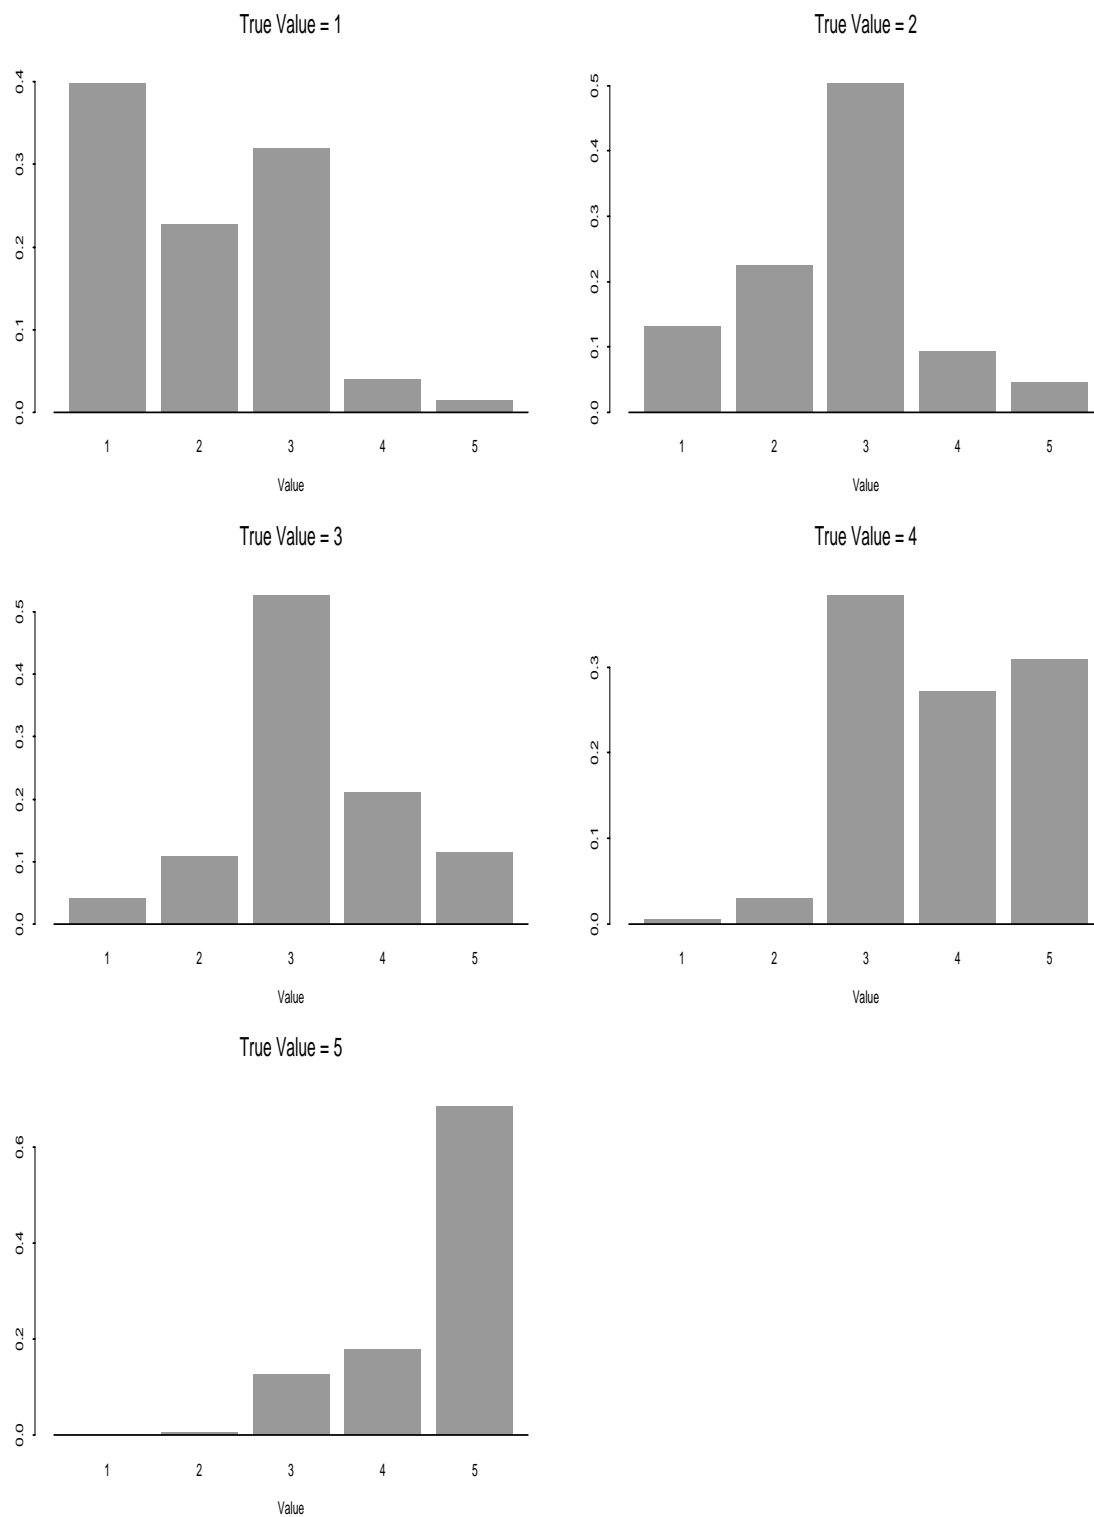 True Value = 1
0.4
0.3
0.2
0.1
0.0
1 2 3 4 5
Value
True Value = 2
0.5
0.4
0.3
0.2
0.1
0.0
1 2 3 4 5
Value
True Value = 3
0.5
0.4
0.3
0.2
0.1
0.0
1 2 3 4 5
Value
True Value = 4
0.3
0.2
0.1
0.0
1 2 3 4 5
Value
True Value = 5
0.6
0.4
0.2
0.0
1 2 3 4 5
Value